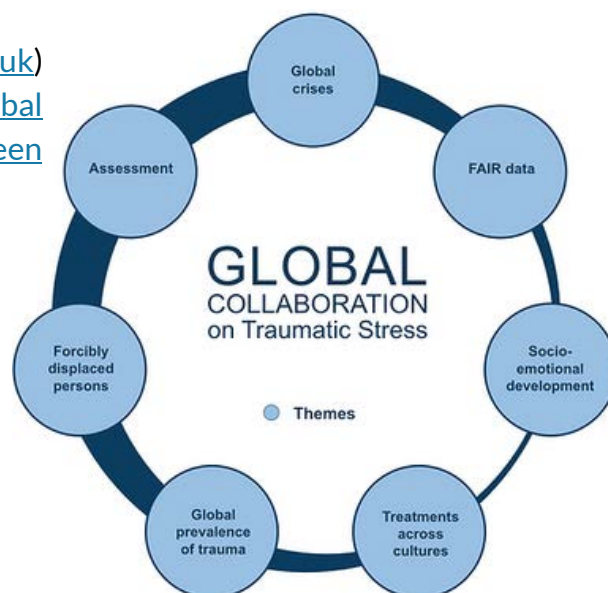 uk)
bal
een
Global
crises
Assessment
FAIR data
GLOBAL
COLLABORATION
on Traumatic Stress
Forcibly
displaced
persons
Socio-
emotional
development
Themes
Global
prevalence
of trauma
Treatments
across
cultures